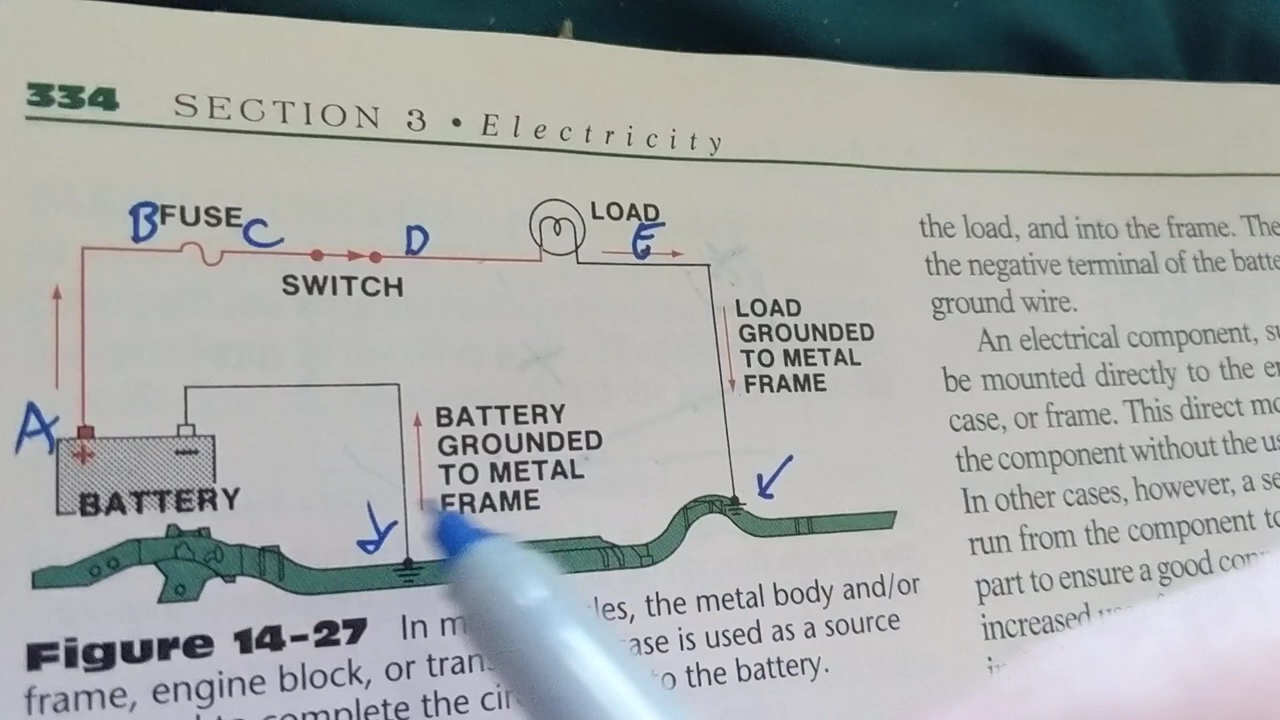 334 SECTION 3 • Electricity
B FUSE C
D
LOAD
E
SWITCH
LOAD
GROUNDED
TO METAL
FRAME
A
+ −
BATTERY
BATTERY
GROUNDED
TO METAL
FRAME
Figure 14-27 In les, the metal body and/or
frame, engine block, or ase is used as a source
complete the to the battery.
the load, and into the frame. The
the negative terminal of the
ground wire.
An electrical component,
be mounted directly to the
case, or frame. This direct
the component without the
In other cases, however, a
run from the component to
part to ensure a good
increased